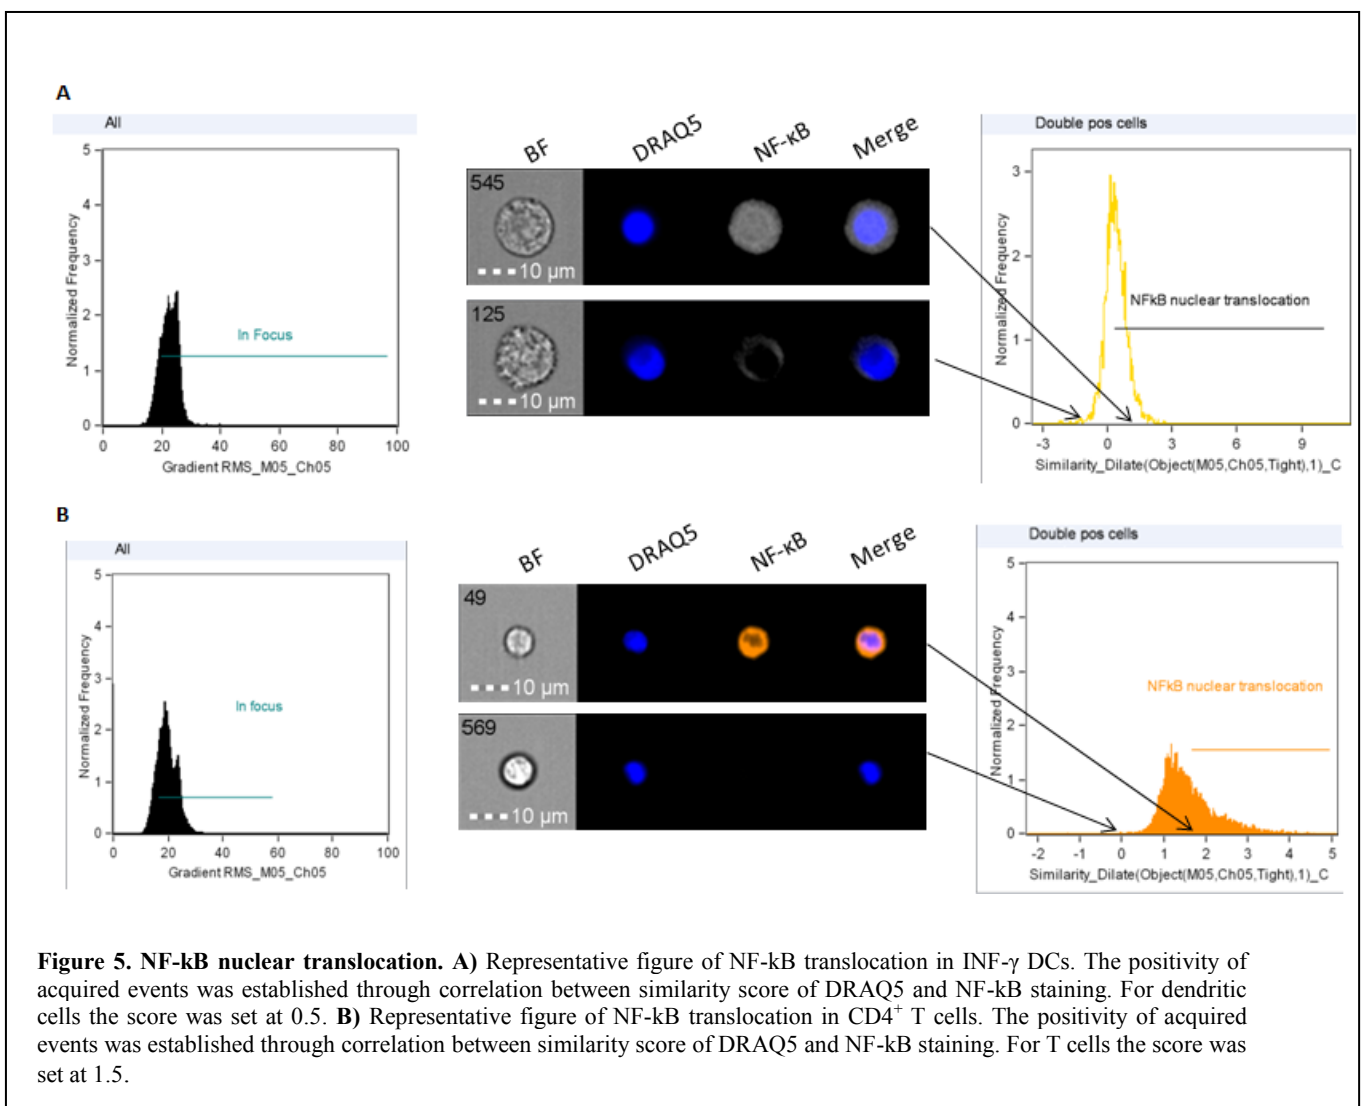 A
All
5
4
3
2
1
0
Normalized Frequency
In Focus
0 20 40 60 80 100
Gradient RMS_M05_Ch05
BF DRAQ5 NF-κB Merge
545
10 µm
125
10 µm
Double pos cells
3
2
1
0
Normalized Frequency
NFkB nuclear translocation
-3 0 3 6 9
Similarity_Dilate(Object(M05,Ch05,Tight),1)_C
B
All
5
4
3
2
1
0
Normalized Frequency
In focus
0 20 40 60 80 100
Gradient RMS_M05_Ch05
BF DRAQ5 NF-κB Merge
49
10 µm
569
10 µm
Double pos cells
5
4
3
2
1
0
Normalized Frequency
NFkB nuclear translocation
-2 -1 0 1 2 3 4 5
Similarity_Dilate(Object(M05,Ch05,Tight),1)_C
Figure 5. NF-kB nuclear translocation. A) Representative figure of NF-kB translocation in INF-γ DCs. The positivity of
acquired events was established through correlation between similarity score of DRAQ5 and NF-kB staining. For dendritic
cells the score was set at 0.5. B) Representative figure of NF-kB translocation in CD4⁺ T cells. The positivity of acquired
events was established through correlation between similarity score of DRAQ5 and NF-kB staining. For T cells the score was
set at 1.5.